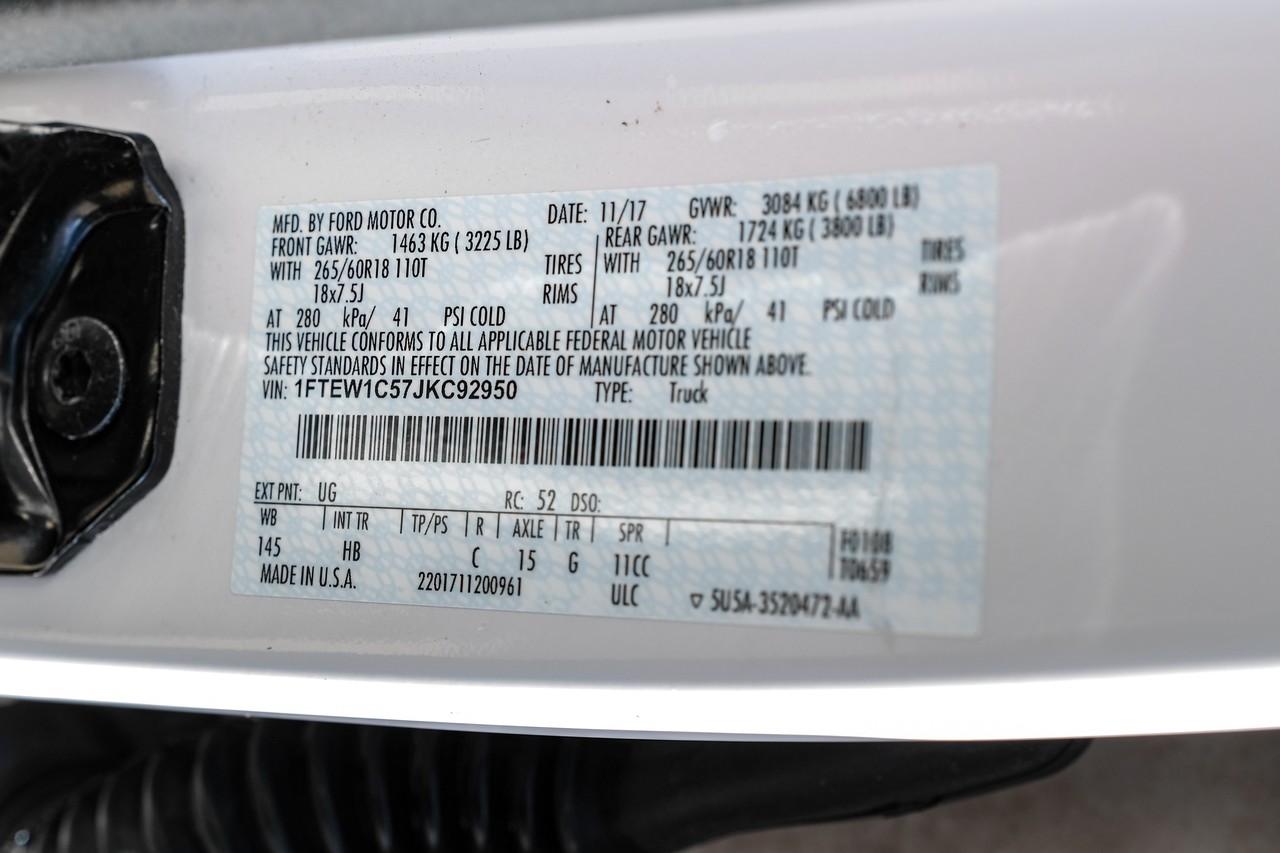 MFD. BY FORD MOTOR CO. DATE: 11/17 GVWR: 3084 KG ( 6800 LB)
FRONT GAWR: 1463 KG ( 3225 LB) REAR GAWR: 1724 KG ( 3800 LB)
WITH 265/60R18 110T TIRES WITH 265/60R18 110T TIRES
18x7.5J RIMS 18x7.5J RIMS
AT 280 kPa/ 41 PSI COLD AT 280 kPa/ 41 PSI COLD
THIS VEHICLE CONFORMS TO ALL APPLICABLE FEDERAL MOTOR VEHICLE
SAFETY STANDARDS IN EFFECT ON THE DATE OF MANUFACTURE SHOWN ABOVE.
VIN: 1FTEW1C57JKC92950 TYPE: Truck
EXT PNT: UG RC: 52 DSO:
WB INT TR TP/PS R AXLE TR SPR F0108
145 HB C 15 G 11CC T0659
MADE IN U.S.A. 2201711200961 ULC ▽ 5U5A-3520472-AA